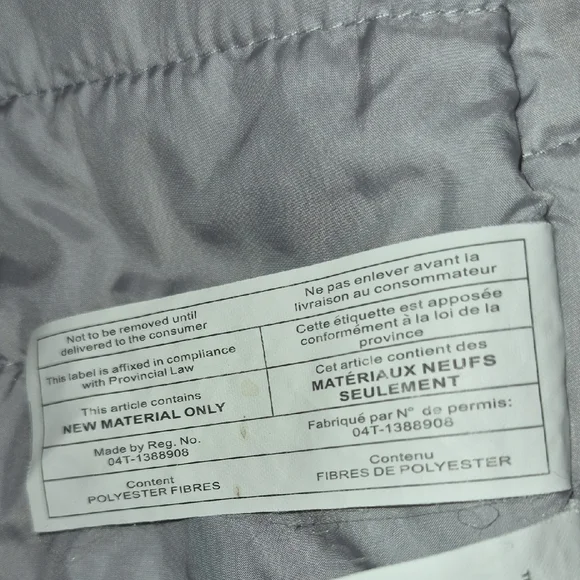 Not to be removed until
delivered to the consumer
Ne pas enlever avant la
livraison au consommateur
This label is affixed in compliance
with Provincial Law
Cette étiquette est apposée
conformément à la loi de la
province
This article contains
NEW MATERIAL ONLY
Cet article contient des
MATÉRIAUX NEUFS
SEULEMENT
Made by Reg. No.
04T-1388908
Fabriqué par N° de permis:
04T-1388908
Content
POLYESTER FIBRES
Contenu
FIBRES DE POLYESTER